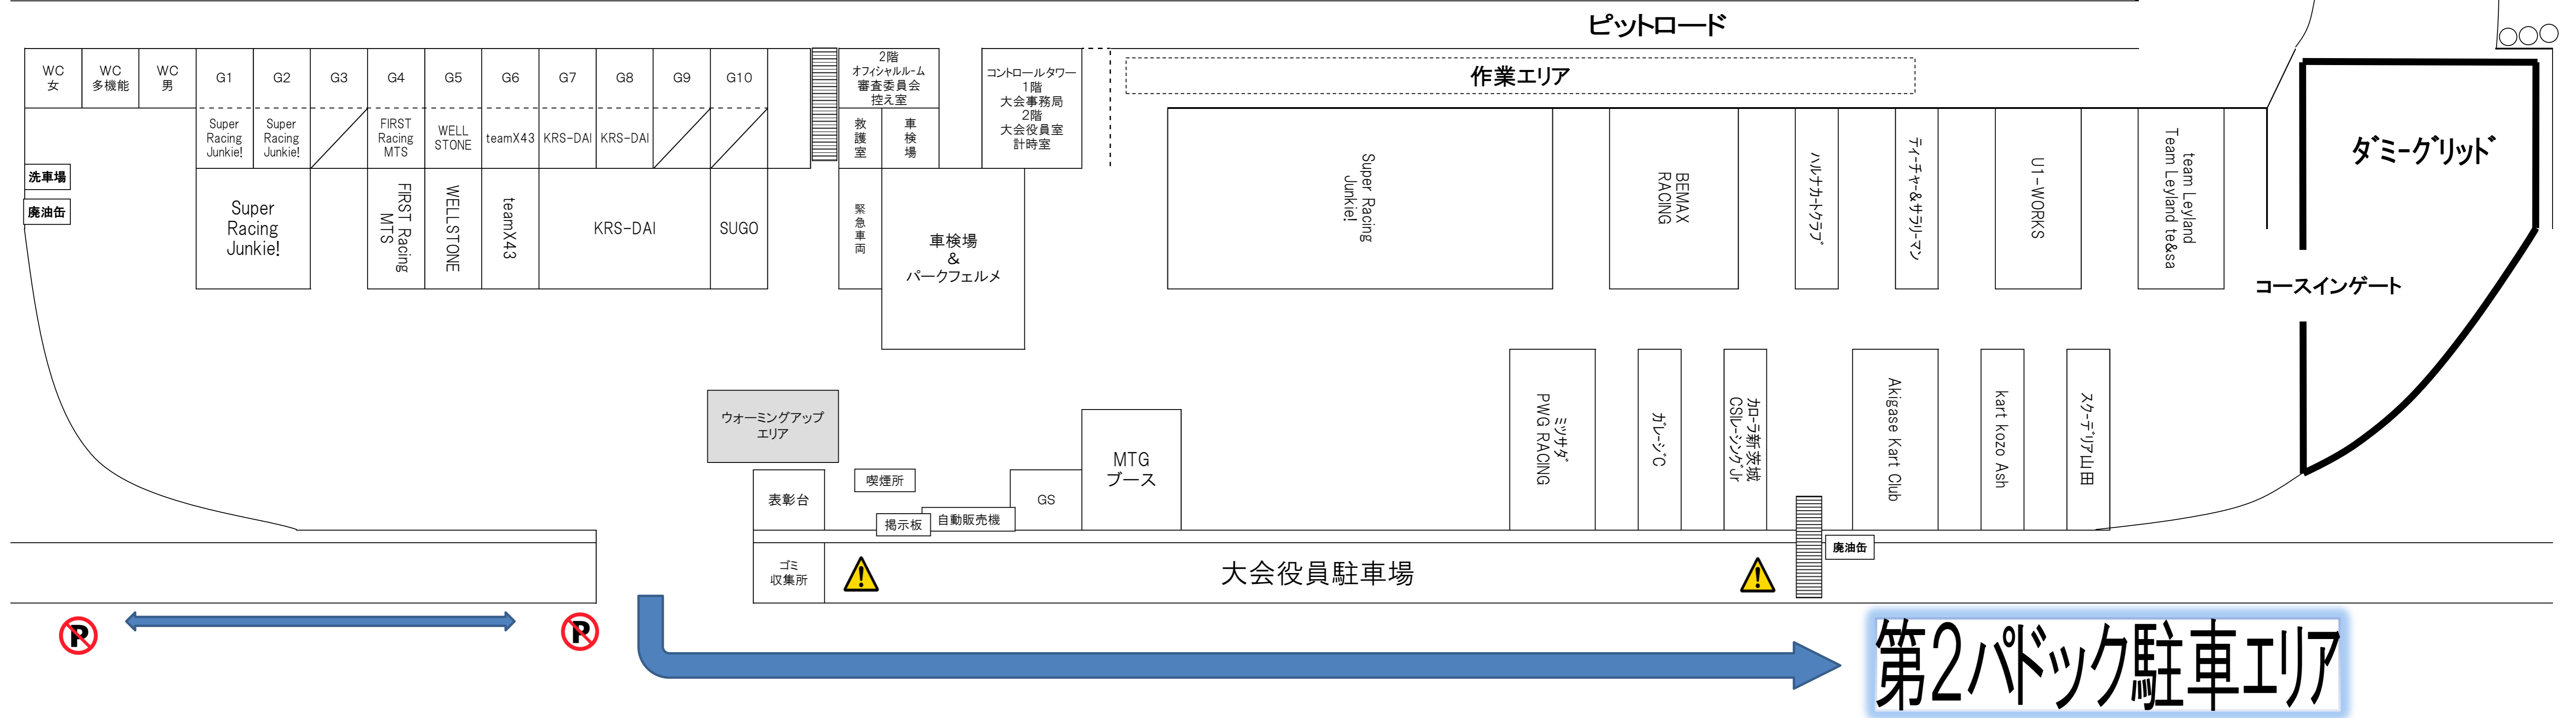 ピットロード
作業エリア
WC
女
WC
多機能
WC
男
G1
G2
G3
G4
G5
G6
G7
G8
G9
G10
2階
オフィシャルルーム
審査委員会
控え室
コントロールタワー
1階
大会事務局
2階
大会役員室
計時室
Super
Racing
Junkie!
Super
Racing
Junkie!
FIRST
Racing
MTS
WELL
STONE
teamX43
KRS-DAI
KRS-DAI
救護室
車検場
洗車場
廃油缶
Super
Racing
Junkie!
FIRST Racing
MTS
WELLSTONE
teamX43
KRS-DAI
SUGO
緊急車両
車検場
&
パークフェルメ
Super Racing
Junkie!
BEMAX
RACING
ハルナカートクラブ
ティーチャー&サラリーマン
U1-WORKS
team Leyland
Team Leyland te&sa
ダミーグリッド
コースインゲート
ウォーミングアップ
エリア
表彰台
喫煙所
掲示板
自動販売機
GS
MTG
ブース
ミツサダ
PWG RACING
ガレージC
カローラ新茨城
CSIレーシングJr
Akigase Kart Club
kart kozo Ash
スクーデリア山田
ゴミ
収集所
大会役員駐車場
廃油缶
P
P
第2パドック駐車エリア